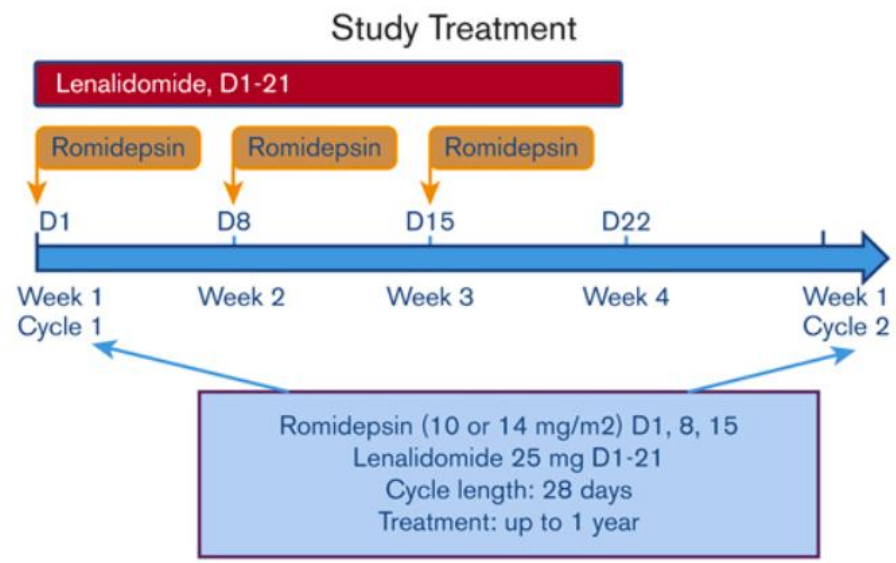 Study Treatment
Lenalidomide, D1-21
Romidepsin
Romidepsin
Romidepsin
D1
D8
D15
D22
Week 1
Cycle 1
Week 2
Week 3
Week 4
Week 1
Cycle 2
Romidepsin (10 or 14 mg/m2) D1, 8, 15
Lenalidomide 25 mg D1-21
Cycle length: 28 days
Treatment: up to 1 year